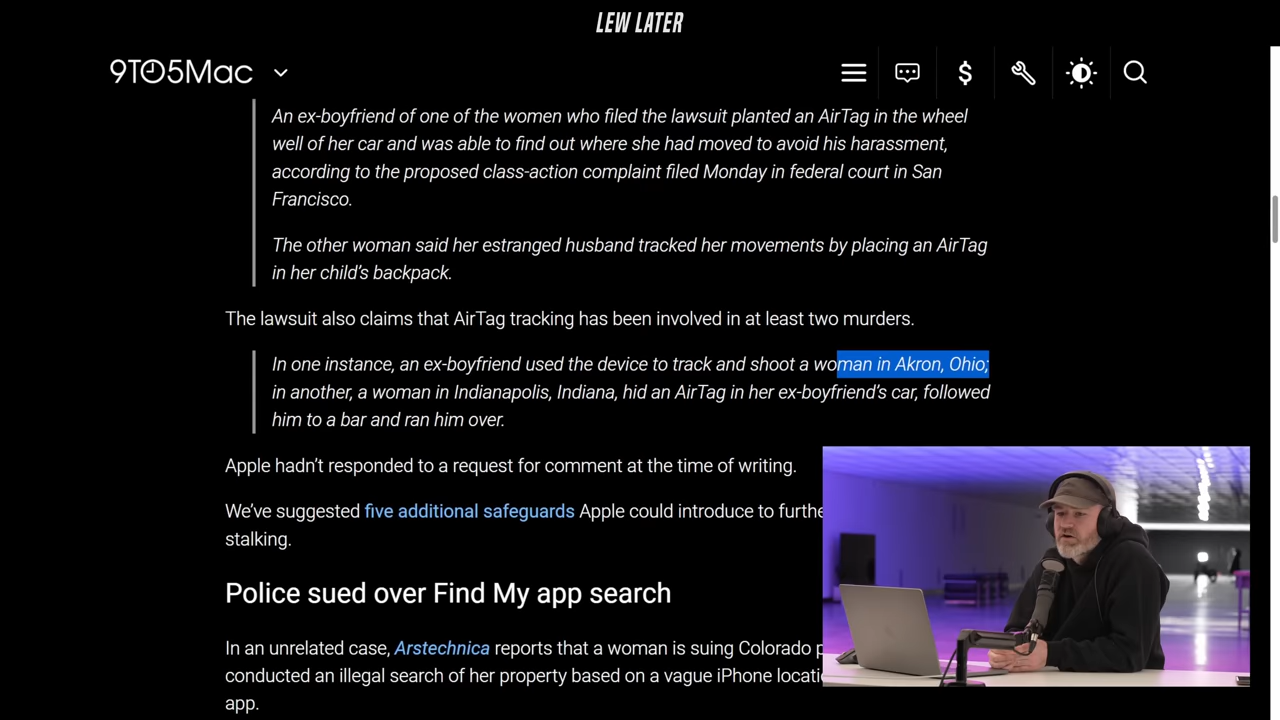 LEW LATER
9TO5Mac
An ex-boyfriend of one of the women who filed the lawsuit planted an AirTag in the wheel
well of her car and was able to find out where she had moved to avoid his harassment,
according to the proposed class-action complaint filed Monday in federal court in San
Francisco.
The other woman said her estranged husband tracked her movements by placing an AirTag
in her child’s backpack.
The lawsuit also claims that AirTag tracking has been involved in at least two murders.
In one instance, an ex-boyfriend used the device to track and shoot a woman in Akron, Ohio;
in another, a woman in Indianapolis, Indiana, hid an AirTag in her ex-boyfriend’s car, followed
him to a bar and ran him over.
Apple hadn’t responded to a request for comment at the time of writing.
We’ve suggested five additional safeguards Apple could introduce to furthe
stalking.
Police sued over Find My app search
In an unrelated case, Arstechnica reports that a woman is suing Colorado p
conducted an illegal search of her property based on a vague iPhone locati
app.